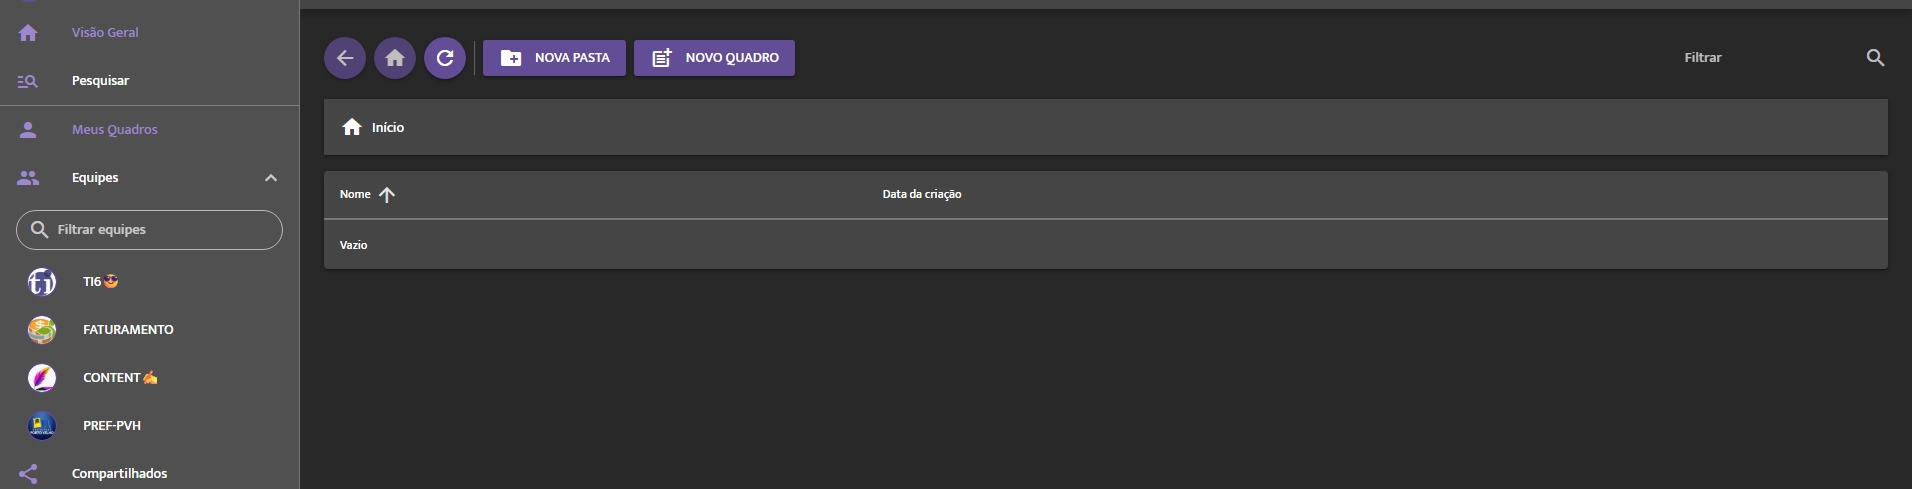 Visão Geral
Pesquisar
Meus Quadros
Equipes
Filtrar equipes
TI6😎
FATURAMENTO
CONTENT✍️
PREF-PVH
Compartilhados
NOVA PASTA
NOVO QUADRO
Filtrar
Início
Nome
Data da criação
Vazio